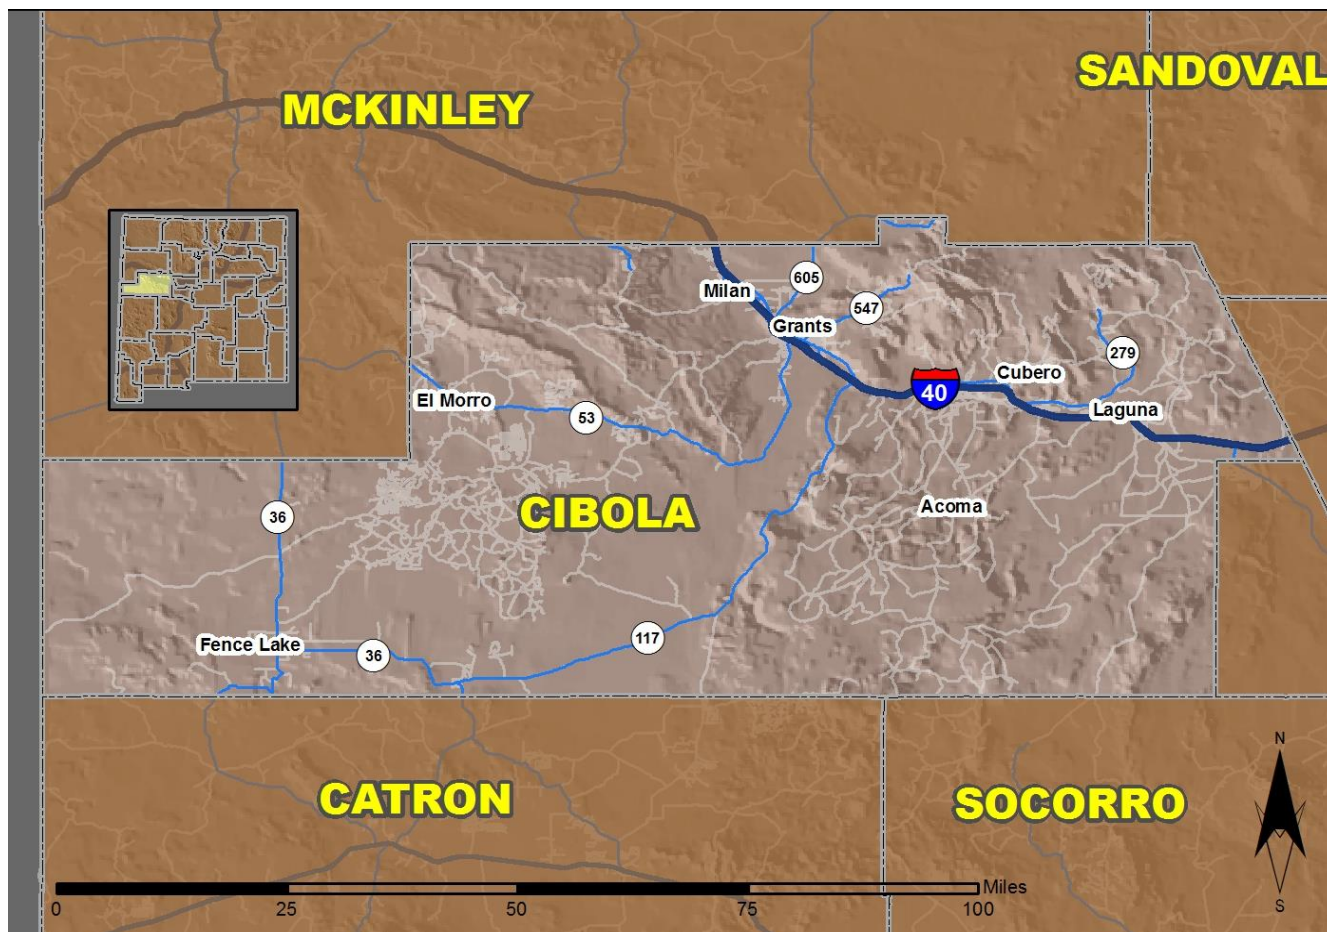 SANDOVAL
MCKINLEY
605
Milan
547
Grants
279
Cubero
40
El Morro
Laguna
53
CIBOLA
Acoma
36
117
Fence Lake
36
N
CATRON
SOCORRO
Miles
0 25 50 75 100
S